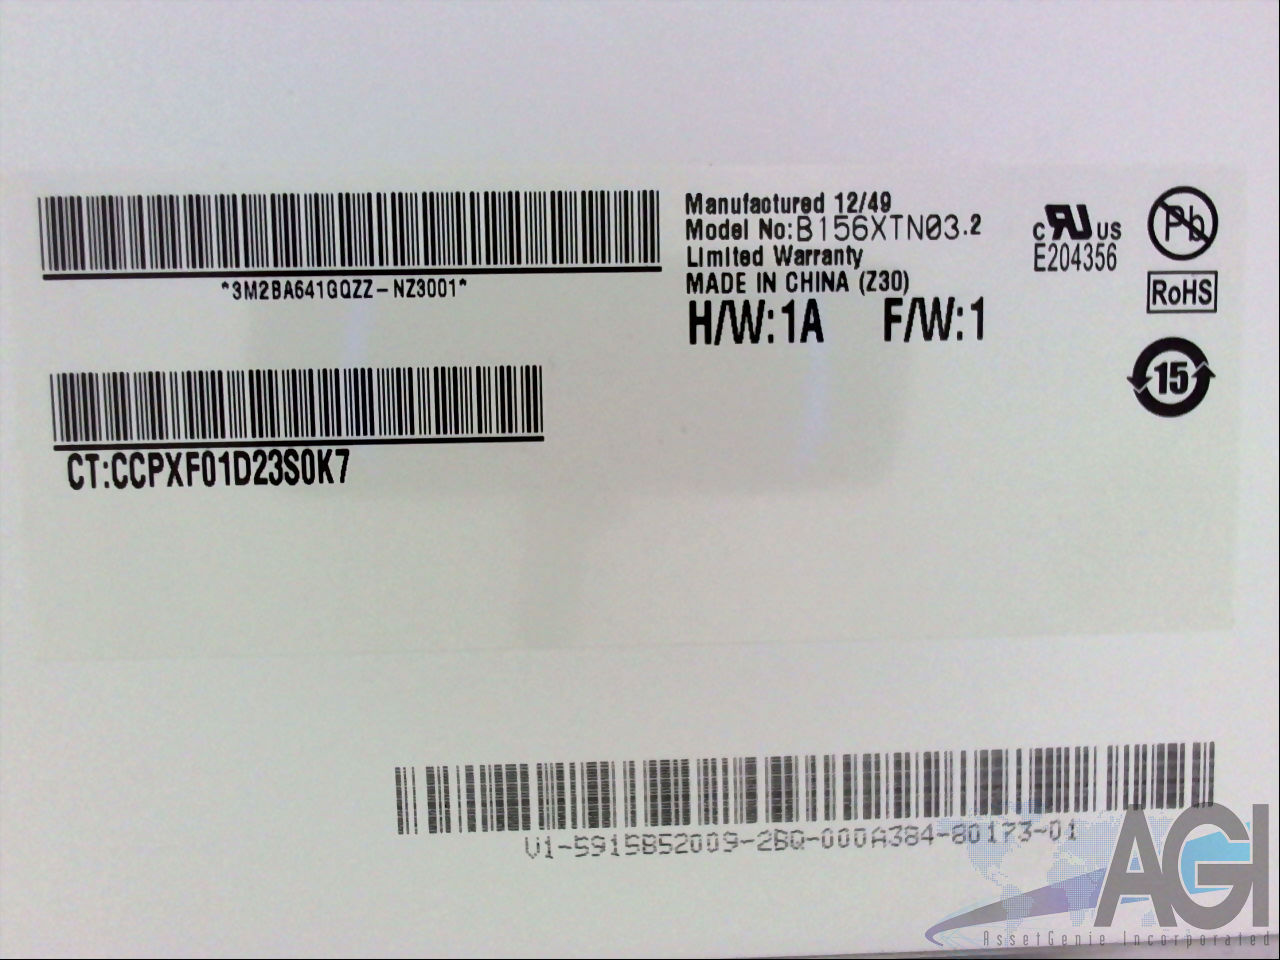 *3M2BA641GQZZ-NZ3001*
CT:CCPXF01D23S0K7
Manufactured 12/49
Model No:B156XTN03.2
Limited Warranty
MADE IN CHINA (Z30)
H/W:1A F/W:1
c RU US
E204356
Pb
RoHS
15
V1-5915B52009-2BQ-000A384-80173-01
AGI
AssetGenie Incorporated